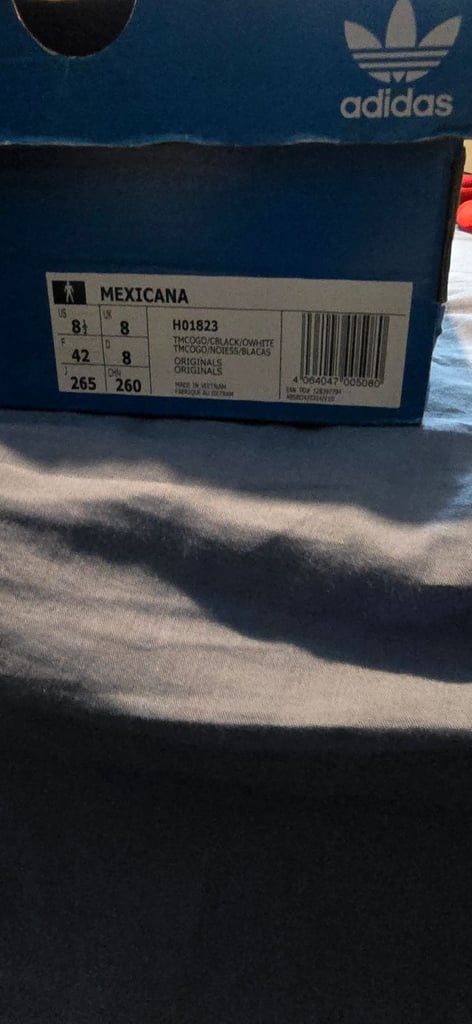 adidas
MEXICANA
US 8½ UK 8
F 42 D 8
J 265 CHN 260
H01823
TMCOGO/CBLACK/OWHITE
TMCOGO/NOIESS/BLACAS
ORIGINALS
ORIGINALS
MADE IN VIETNAM
FABRIQUE AU VIETNAM
4 064047 005080